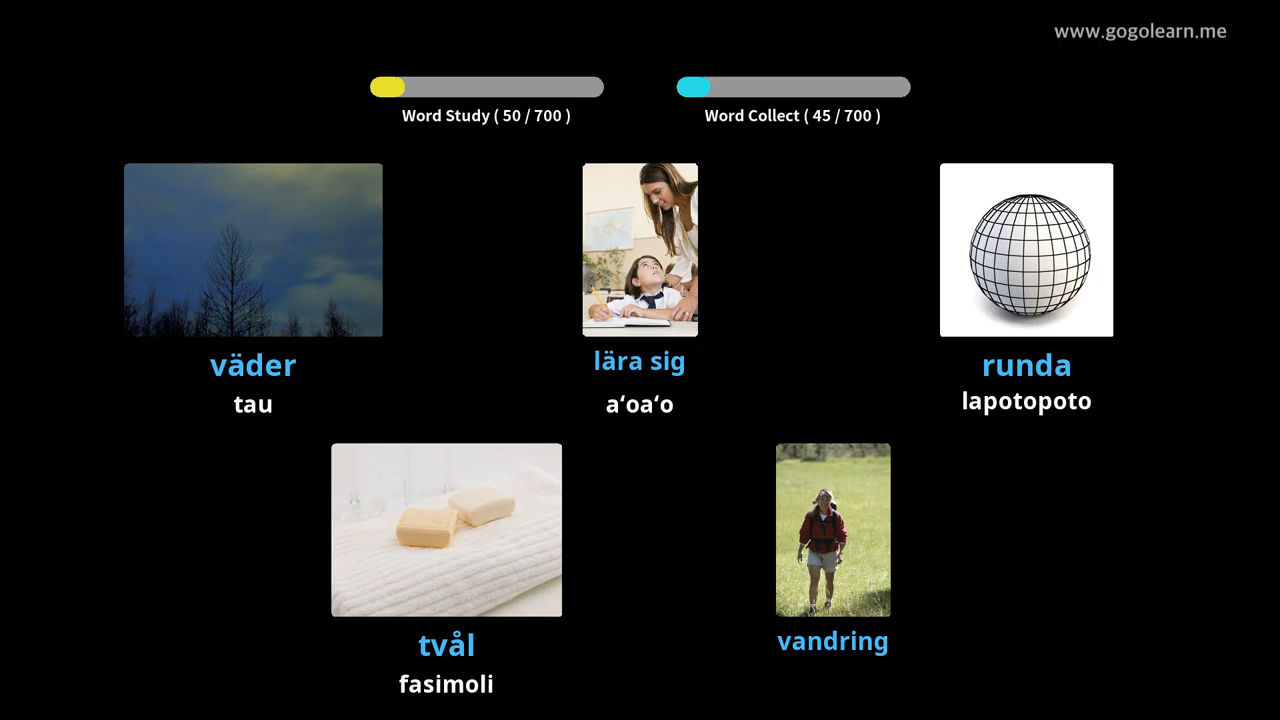 www.gogolearn.me
Word Study ( 50 / 700 )
Word Collect ( 45 / 700 )
väder
tau
lära sig
aʻoaʻo
runda
lapotopoto
tvål
fasimoli
vandring